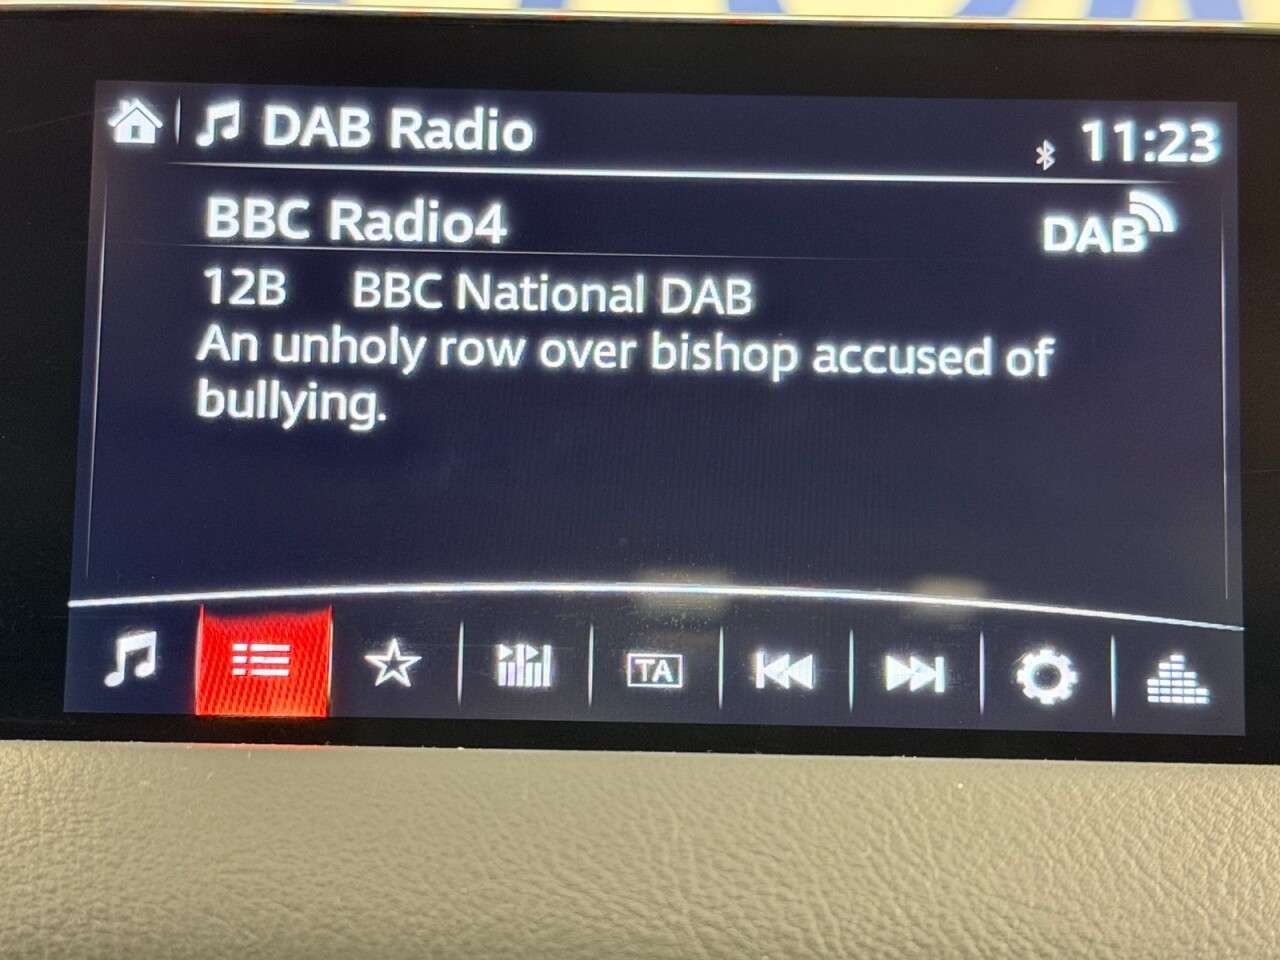 DAB Radio
11:23
BBC Radio4
DAB
12B BBC National DAB
An unholy row over bishop accused of
bullying.
TA